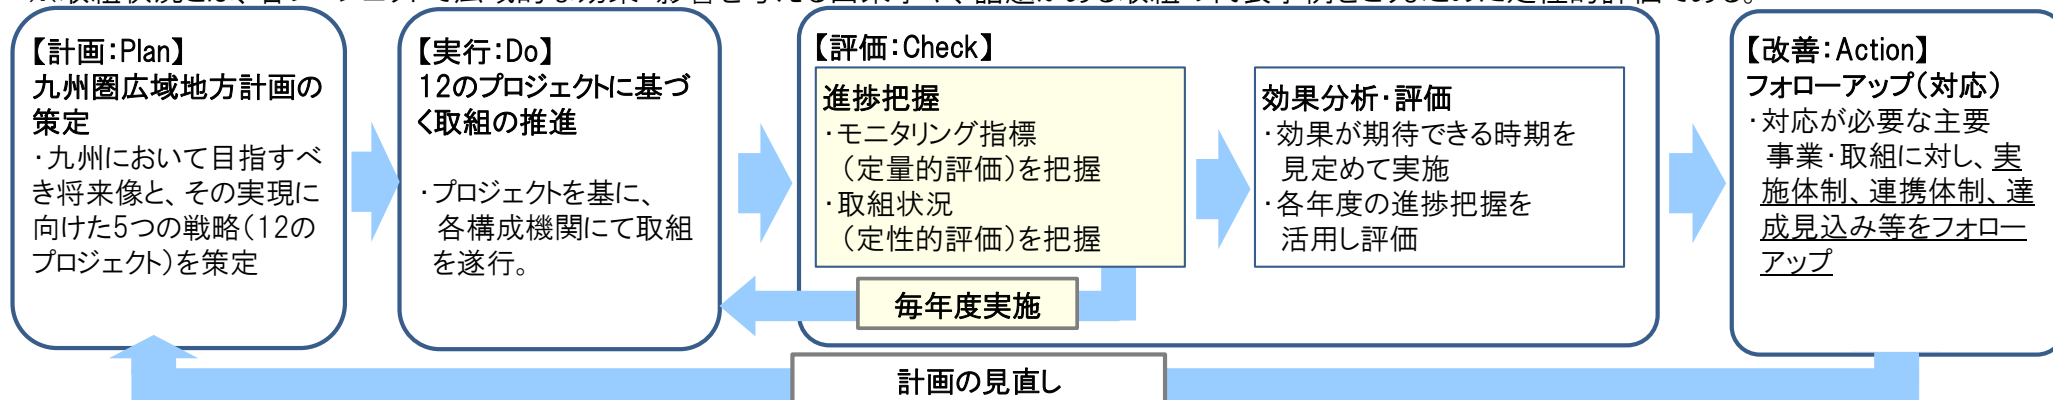 【計画:Plan】
九州圏広域地方計画の
策定
・九州において目指すべ
き将来像と、その実現に
向けた5つの戦略(12の
プロジェクト)を策定
【実行:Do】
12のプロジェクトに基づ
く取組の推進
・プロジェクトを基に、
各構成機関にて取組
を遂行。
【評価:Check】
進捗把握
・モニタリング指標
(定量的評価)を把握
・取組状況
(定性的評価)を把握
毎年度実施
効果分析・評価
・効果が期待できる時期を
見定めて実施
・各年度の進捗把握を
活用し評価
【改善:Action】
フォローアップ(対応)
・対応が必要な主要
事業・取組に対し、実
施体制、連携体制、達
成見込み等をフォロー
アップ
計画の見直し